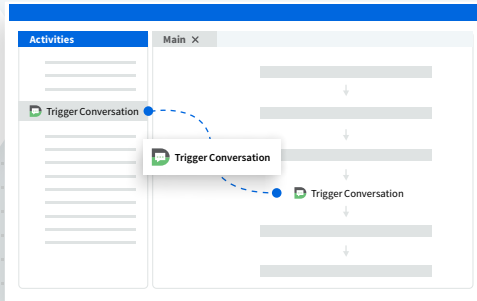 Activities
Main ×
Trigger Conversation
Trigger Conversation
Trigger Conversation